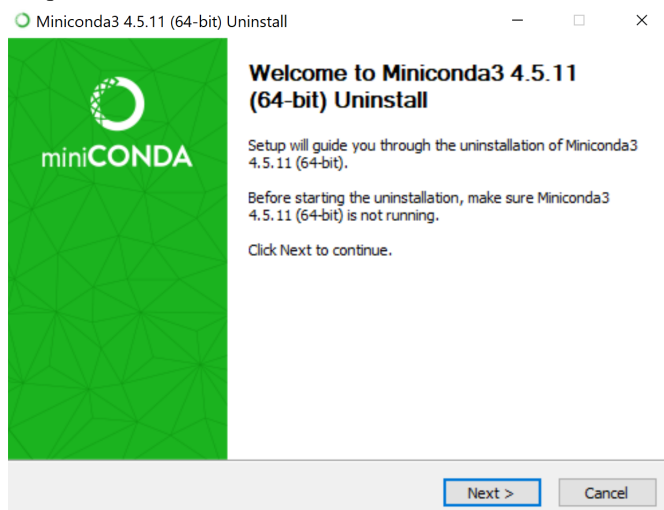 Miniconda3 4.5.11 (64-bit) Uninstall
miniCONDA
Welcome to Miniconda3 4.5.11
(64-bit) Uninstall
Setup will guide you through the uninstallation of Miniconda3
4.5.11 (64-bit).
Before starting the uninstallation, make sure Miniconda3
4.5.11 (64-bit) is not running.
Click Next to continue.
Next >
Cancel